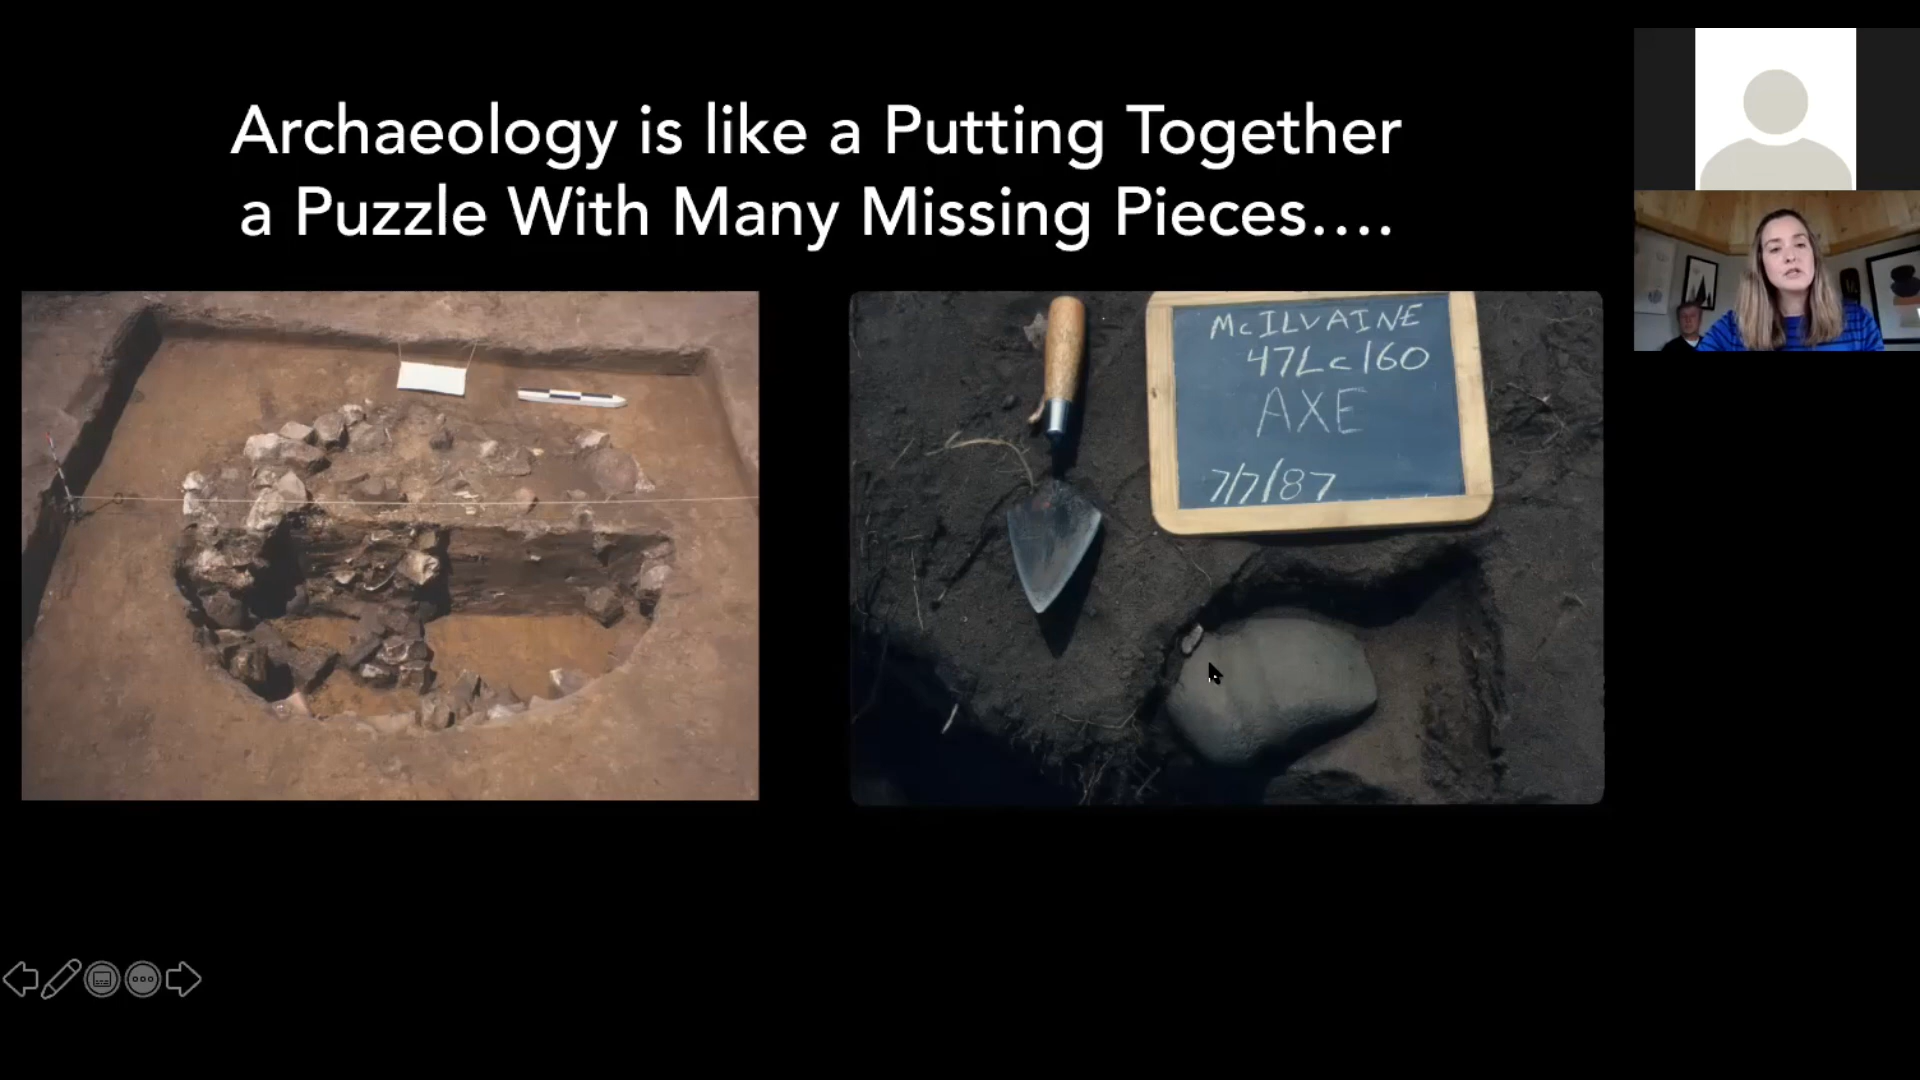 Archaeology is like a Putting Together
a Puzzle With Many Missing Pieces....
McILVAINE
47Lc160
AXE
7/7/87